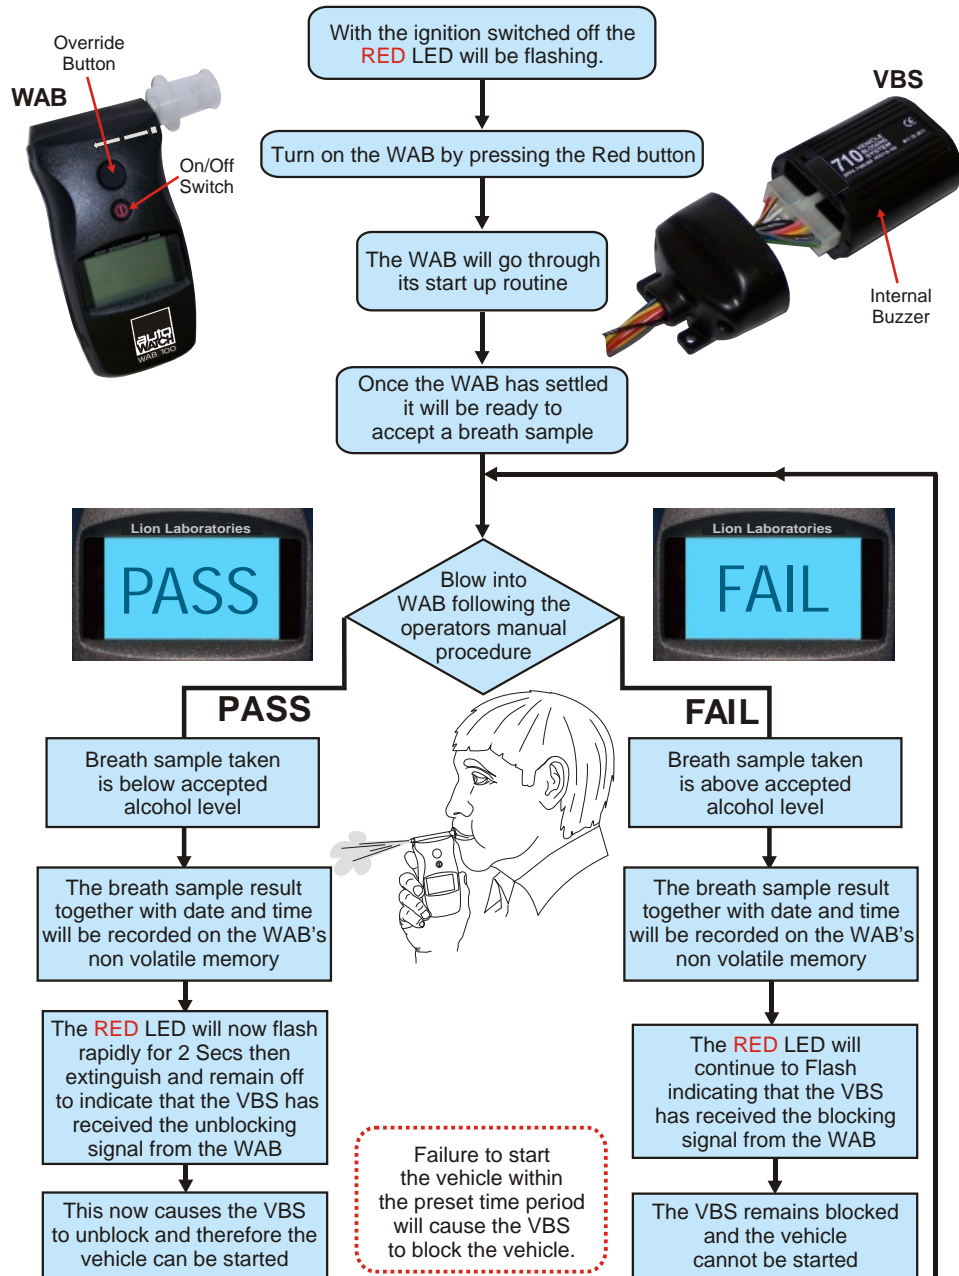 With the ignition switched off the
RED LED will be flashing.
Override
Button
WAB
VBS
Turn on the WAB by pressing the Red button
On/Off
Switch
710
VEHICLE
BLOCKING
SYSTEM
The WAB will go through
its start up routine
Internal
Buzzer
auto
WATCH
WAB 100
Once the WAB has settled
it will be ready to
accept a breath sample
Lion Laboratories
PASS
Lion Laboratories
FAIL
Blow into
WAB following the
operators manual
procedure
PASS
FAIL
Breath sample taken
is below accepted
alcohol level
Breath sample taken
is above accepted
alcohol level
The breath sample result
together with date and time
will be recorded on the WAB's
non volatile memory
The breath sample result
together with date and time
will be recorded on the WAB's
non volatile memory
The RED LED will now flash
rapidly for 2 Secs then
extinguish and remain off
to indicate that the VBS has
received the unblocking
signal from the WAB
The RED LED will
continue to Flash
indicating that the VBS
has received the blocking
signal from the WAB
Failure to start
the vehicle within
the preset time period
will cause the VBS
to block the vehicle.
This now causes the VBS
to unblock and therefore the
vehicle can be started
The VBS remains blocked
and the vehicle
cannot be started